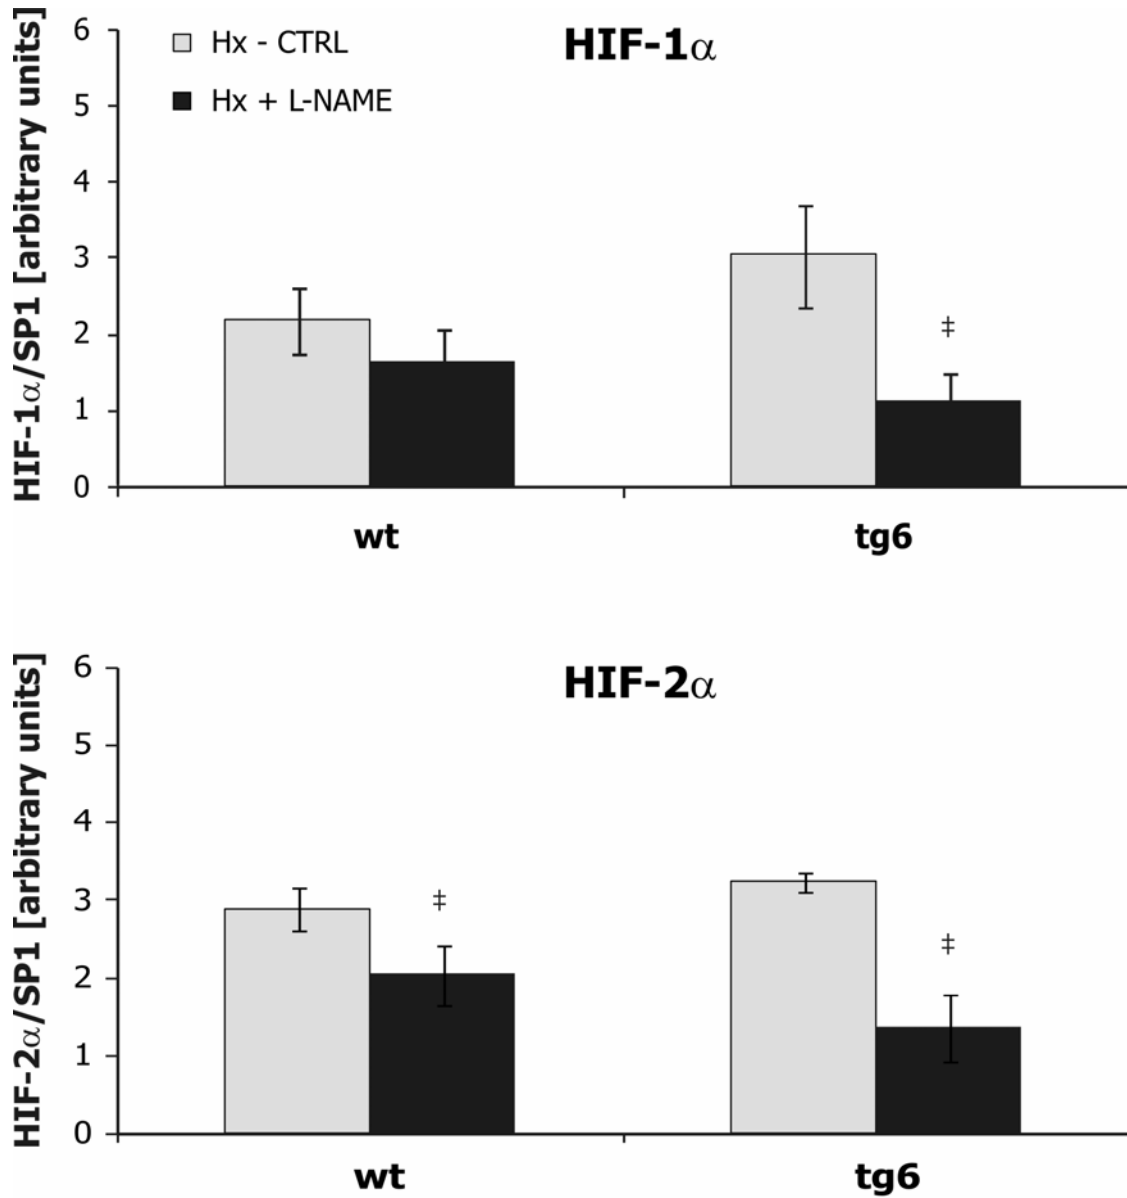 HIF-1α
Hx - CTRL
Hx + L-NAME
HIF-1α/SP1 [arbitrary units]
6
5
4
3
2
1
0
‡
wt
tg6
HIF-2α
HIF-2α/SP1 [arbitrary units]
6
5
4
3
2
1
0
‡
‡
wt
tg6